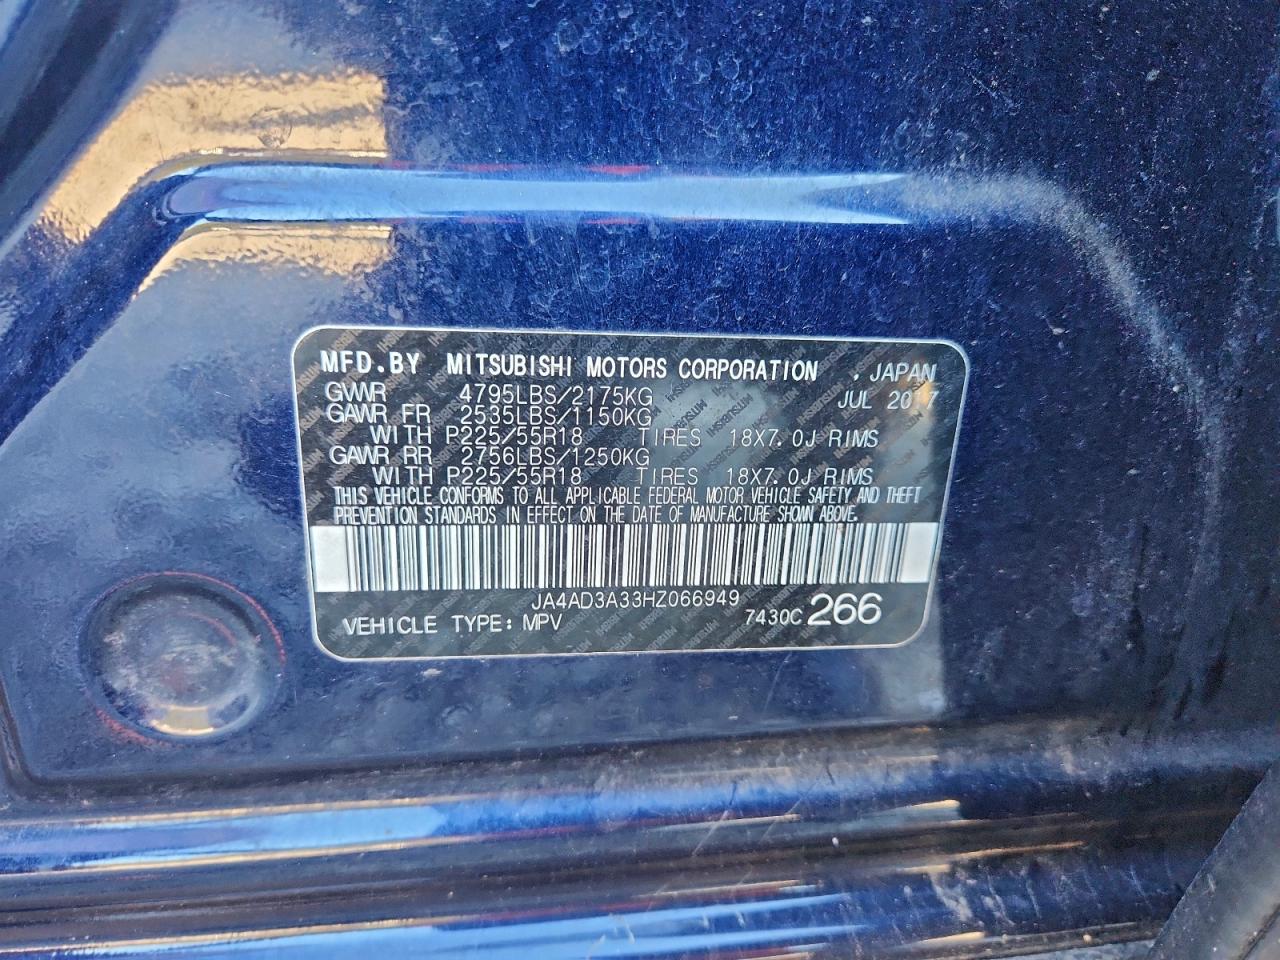 MFD.BY MITSUBISHI MOTORS CORPORATION . JAPAN
GVWR 4795LBS/2175KG JUL 2017
GAWR FR 2535LBS/1150KG
WITH P225/55R18 TIRES 18X7.0J RIMS
GAWR RR 2756LBS/1250KG
WITH P225/55R18 TIRES 18X7.0J RIMS
THIS VEHICLE CONFORMS TO ALL APPLICABLE FEDERAL MOTOR VEHICLE SAFETY AND THEFT
PREVENTION STANDARDS IN EFFECT ON THE DATE OF MANUFACTURE SHOWN ABOVE.
JA4AD3A33HZ066949
VEHICLE TYPE: MPV 7430C 266